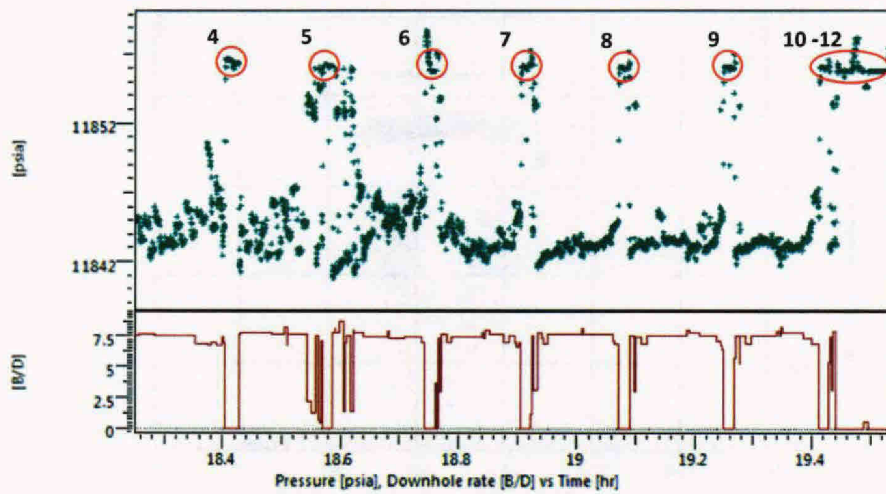 4 5 6 7 8 9 10 -12
[psia]
11852
11842
[B/D]
7.5
5
2.5
0
18.4 18.6 18.8 19 19.2 19.4
Pressure [psia], Downhole rate [B/D] vs Time [hr]